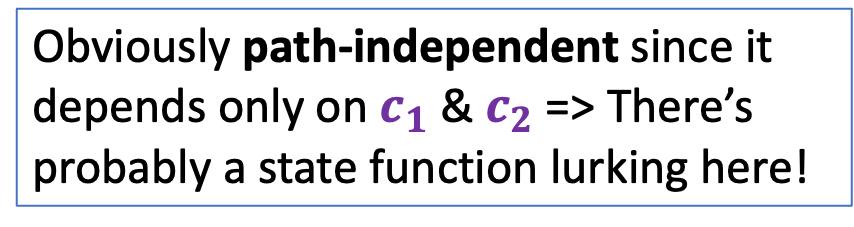 Obviously path-independent since it
depends only on c₁ & c₂ => There’s
probably a state function lurking here!